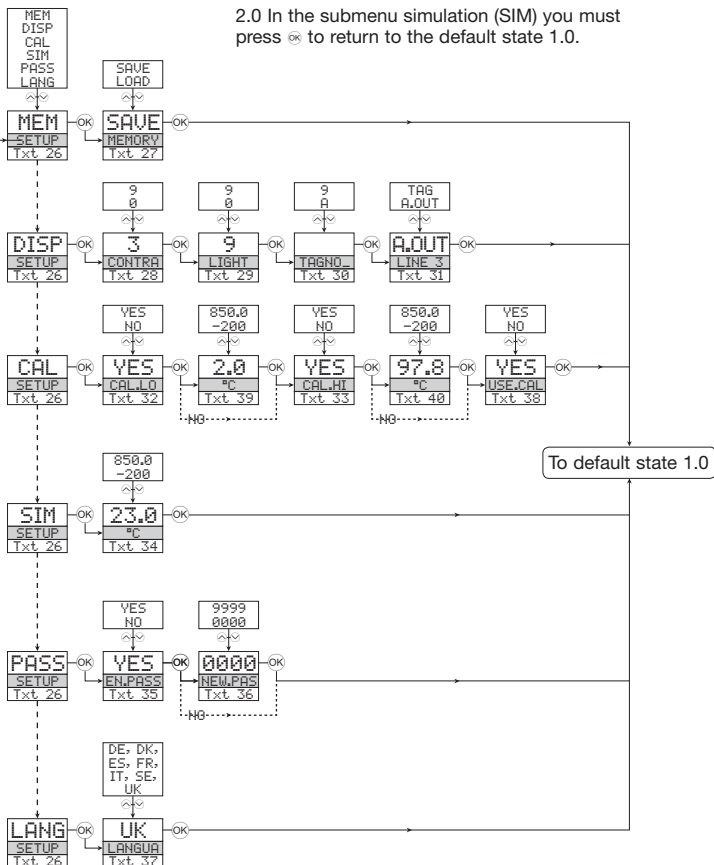 2.0 In the submenu simulation (SIM) you must
press OK to return to the default state 1.0.
MEM
DISP
CAL
SIM
PASS
LANG
SAVE
LOAD
MEM OK SAVE OK
SETUP MEMORY
Txt 26 Txt 27
9 9 9 TAG
0 0 A A.OUT
DISP OK 3 OK 9 OK OK A.OUT OK
SETUP CONTRA LIGHT TAGNO_ LINE 3
Txt 26 Txt 28 Txt 29 Txt 30 Txt 31
YES 850.0 YES 850.0 YES
NO -200 NO -200 NO
CAL OK YES OK 2.0 OK YES OK 97.8 OK YES OK
SETUP CAL.LO °C CAL.HI °C USE.CAL
Txt 26 Txt 32 Txt 39 Txt 33 Txt 40 Txt 38
NO NO
To default state 1.0
850.0
-200
SIM OK 23.0 OK
SETUP °C
Txt 26 Txt 34
YES 9999
NO 0000
PASS OK YES OK 0000 OK
SETUP EN.PASS NEW.PAS
Txt 26 Txt 35 Txt 36
NO
DE, DK,
ES, FR,
IT, SE,
UK
LANG OK UK OK
SETUP LANGUA
Txt 26 Txt 37